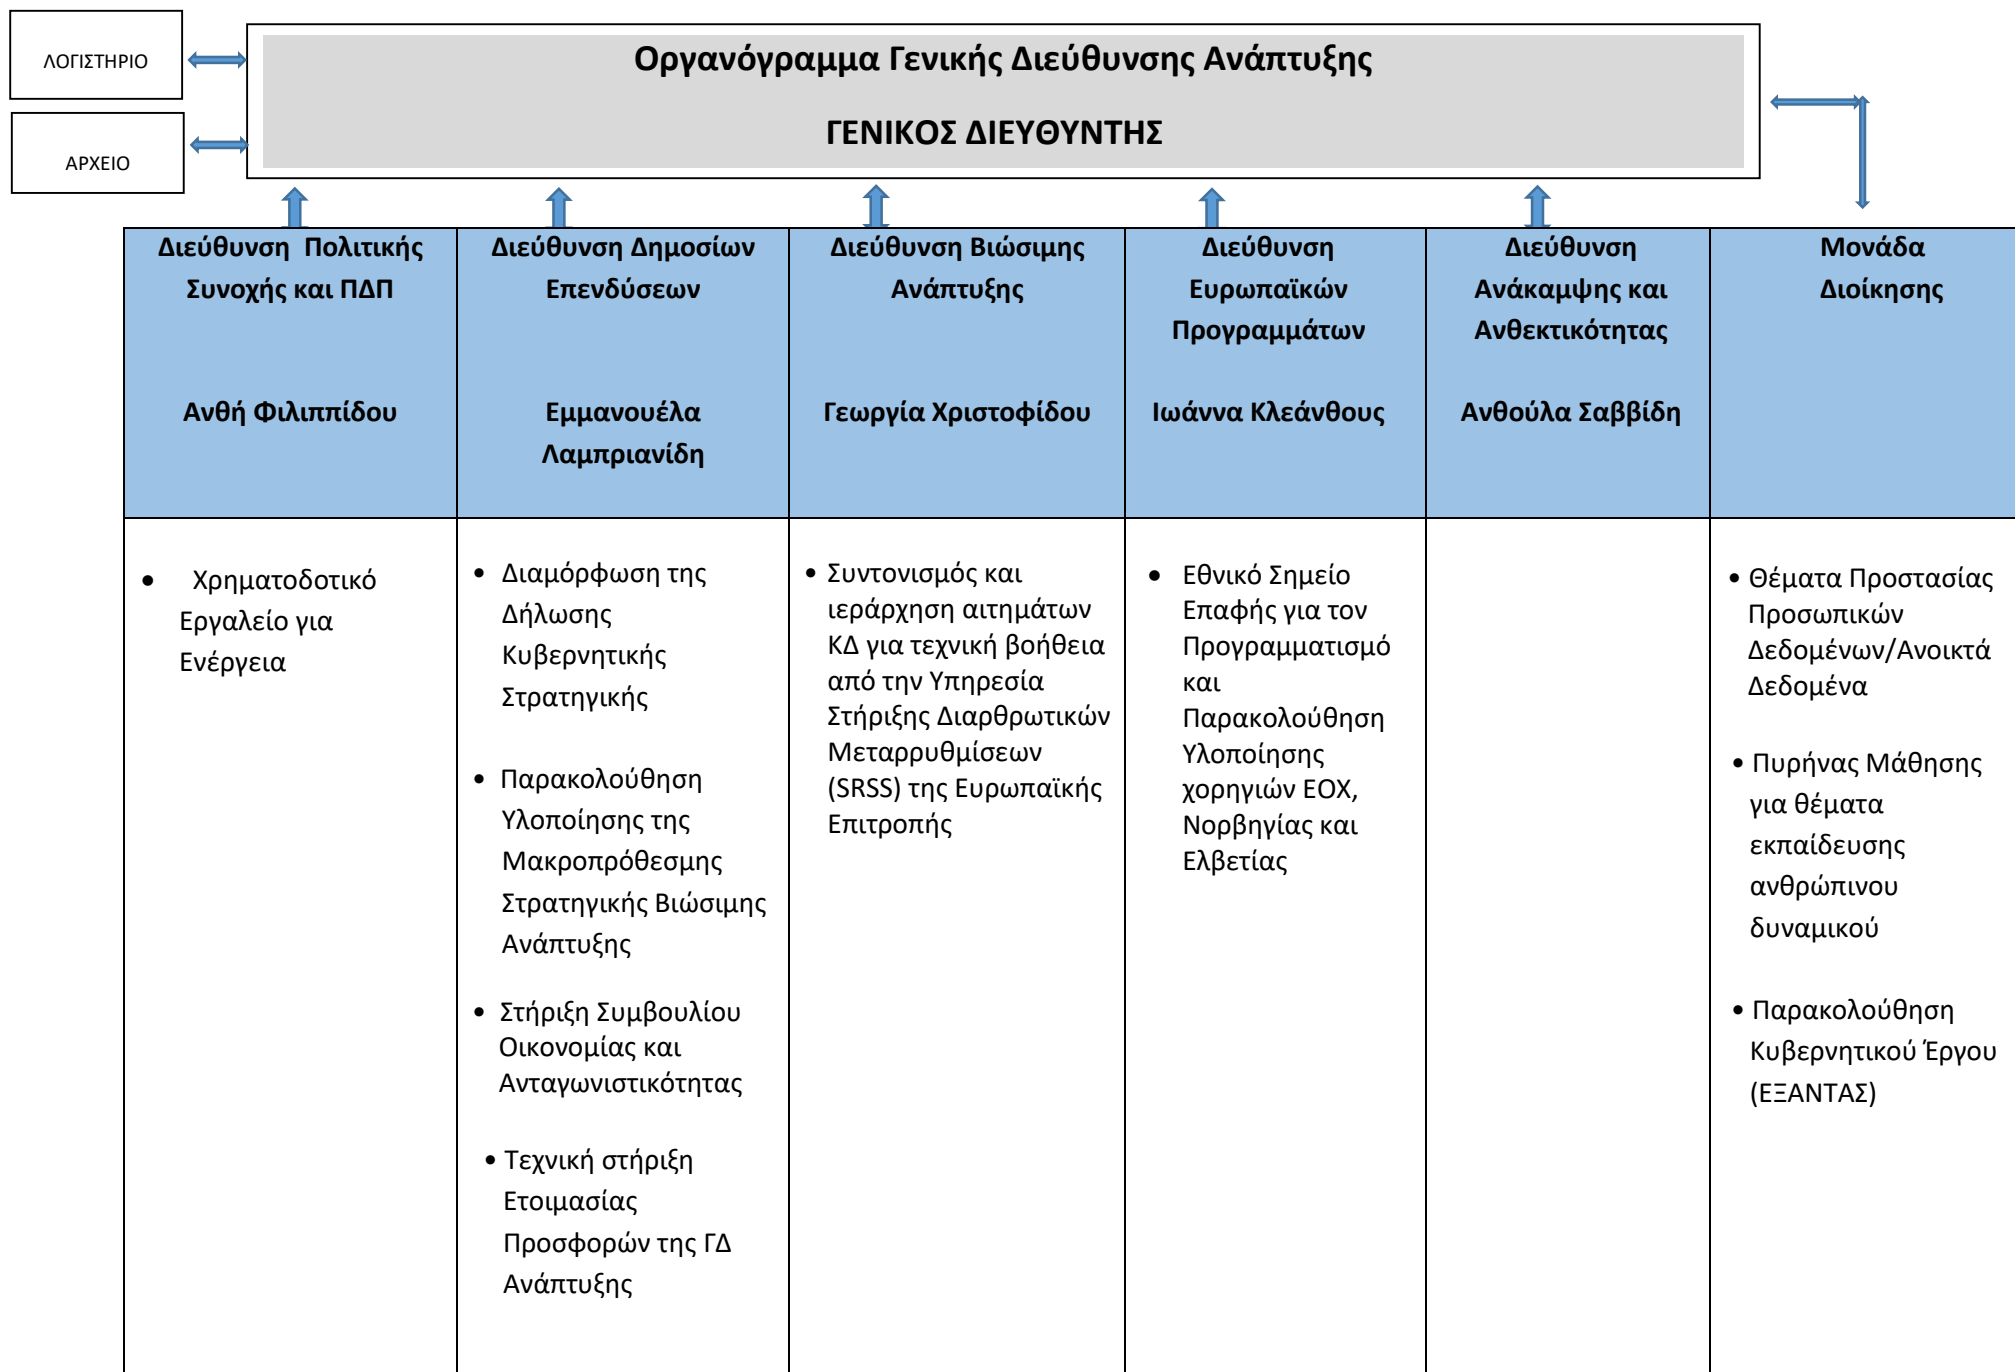 ΛΟΓΙΣΤΗΡΙΟ
ΑΡΧΕΙΟ
Οργανόγραμμα Γενικής Διεύθυνσης Ανάπτυξης
ΓΕΝΙΚΟΣ ΔΙΕΥΘΥΝΤΗΣ
Διεύθυνση Πολιτικής
Συνοχής και ΠΔΠ
Ανθή Φιλιππίδου
Διεύθυνση Δημοσίων
Επενδύσεων
Εμμανουέλα
Λαμπριανίδη
Διεύθυνση Βιώσιμης
Ανάπτυξης
Γεωργία Χριστοφίδου
Διεύθυνση
Ευρωπαϊκών
Προγραμμάτων
Ιωάννα Κλεάνθους
Διεύθυνση
Ανάκαμψης και
Ανθεκτικότητας
Ανθούλα Σαββίδη
Μονάδα
Διοίκησης
• Χρηματοδοτικό
Εργαλείο για
Ενέργεια
• Διαμόρφωση της
Δήλωσης
Κυβερνητικής
Στρατηγικής
• Παρακολούθηση
Υλοποίησης της
Μακροπρόθεσμης
Στρατηγικής Βιώσιμης
Ανάπτυξης
• Στήριξη Συμβουλίου
Οικονομίας και
Ανταγωνιστικότητας
• Τεχνική στήριξη
Ετοιμασίας
Προσφορών της ΓΔ
Ανάπτυξης
• Συντονισμός και
ιεράρχηση αιτημάτων
ΚΔ για τεχνική βοήθεια
από την Υπηρεσία
Στήριξης Διαρθρωτικών
Μεταρρυθμίσεων
(SRSS) της Ευρωπαϊκής
Επιτροπής
• Εθνικό Σημείο
Επαφής για τον
Προγραμματισμό
και
Παρακολούθηση
Υλοποίησης
χορηγιών ΕΟΧ,
Νορβηγίας και
Ελβετίας
• Θέματα Προστασίας
Προσωπικών
Δεδομένων/Ανοικτά
Δεδομένα
• Πυρήνας Μάθησης
για θέματα
εκπαίδευσης
ανθρώπινου
δυναμικού
• Παρακολούθηση
Κυβερνητικού Έργου
(ΕΞΑΝΤΑΣ)